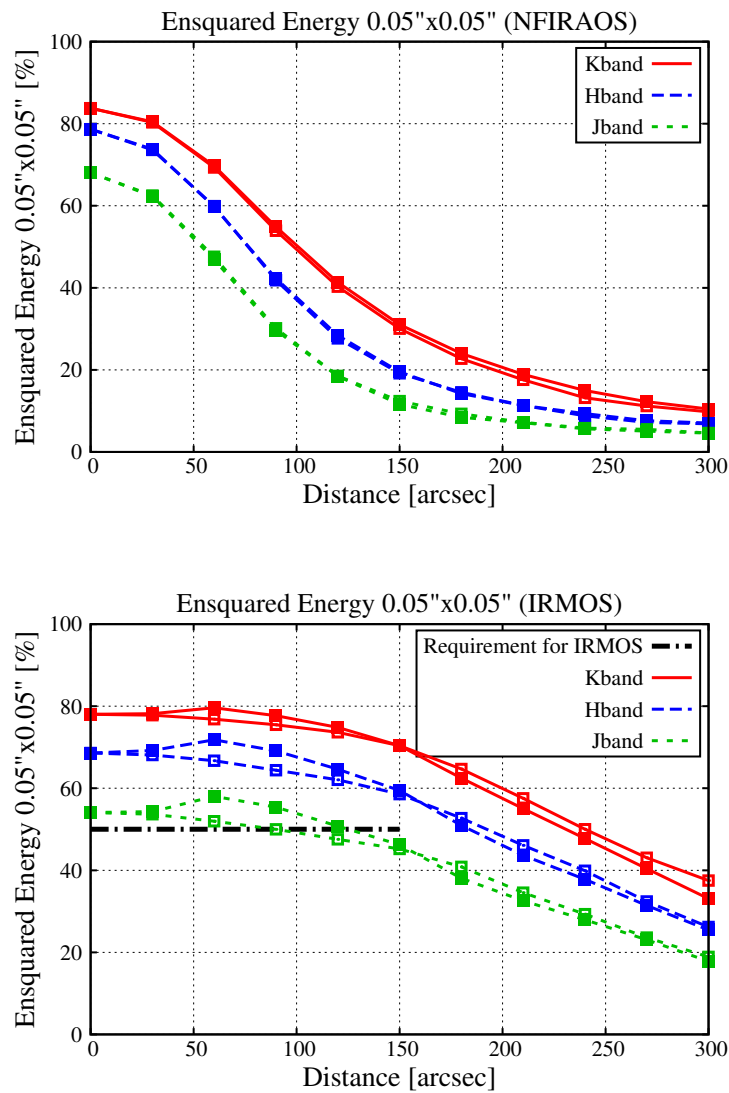 Ensquared Energy 0.05"x0.05" (NFIRAOS)
Ensquared Energy 0.05"x0.05" [%]
100
80
60
40
20
0
Kband
Hband
Jband
0 50 100 150 200 250 300
Distance [arcsec]
Ensquared Energy 0.05"x0.05" (IRMOS)
Ensquared Energy 0.05"x0.05" [%]
100
80
60
40
20
0
Requirement for IRMOS
Kband
Hband
Jband
0 50 100 150 200 250 300
Distance [arcsec]